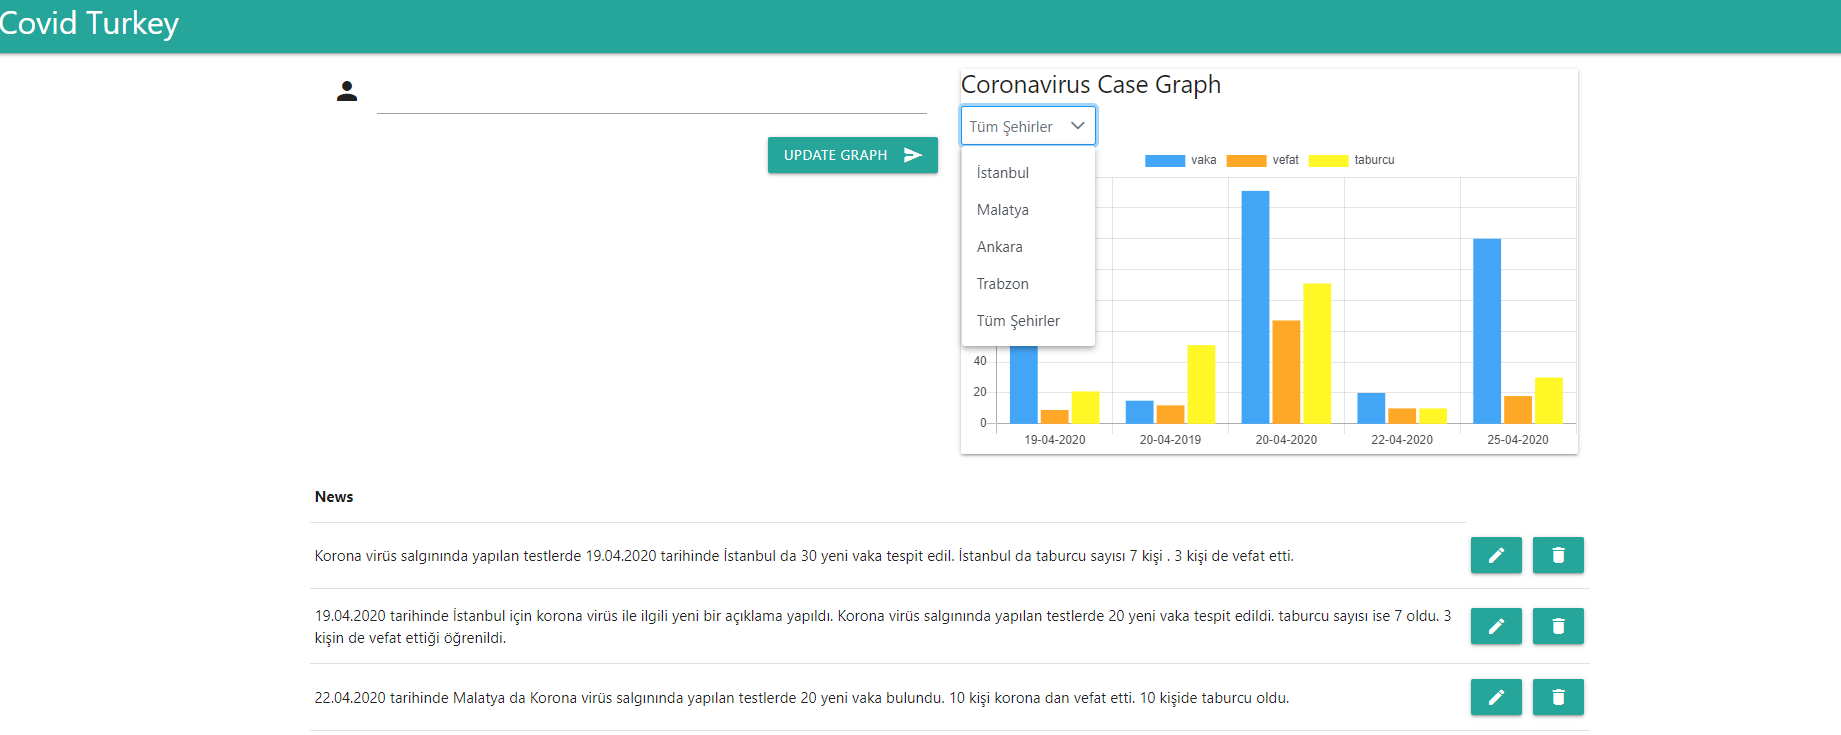 Covid Turkey
UPDATE GRAPH
Coronavirus Case Graph
Tüm Şehirler
İstanbul
Malatya
Ankara
Trabzon
Tüm Şehirler
vaka vefat taburcu
40
20
0
19-04-2020 20-04-2019 20-04-2020 22-04-2020 25-04-2020
News
Korona virüs salgınında yapılan testlerde 19.04.2020 tarihinde İstanbul da 30 yeni vaka tespit edil. İstanbul da taburcu sayısı 7 kişi . 3 kişi de vefat etti.
19.04.2020 tarihinde İstanbul için korona virüs ile ilgili yeni bir açıklama yapıldı. Korona virüs salgınında yapılan testlerde 20 yeni vaka tespit edildi. taburcu sayısı ise 7 oldu. 3
kişin de vefat ettiği öğrenildi.
22.04.2020 tarihinde Malatya da Korona virüs salgınında yapılan testlerde 20 yeni vaka bulundu. 10 kişi korona dan vefat etti. 10 kişide taburcu oldu.